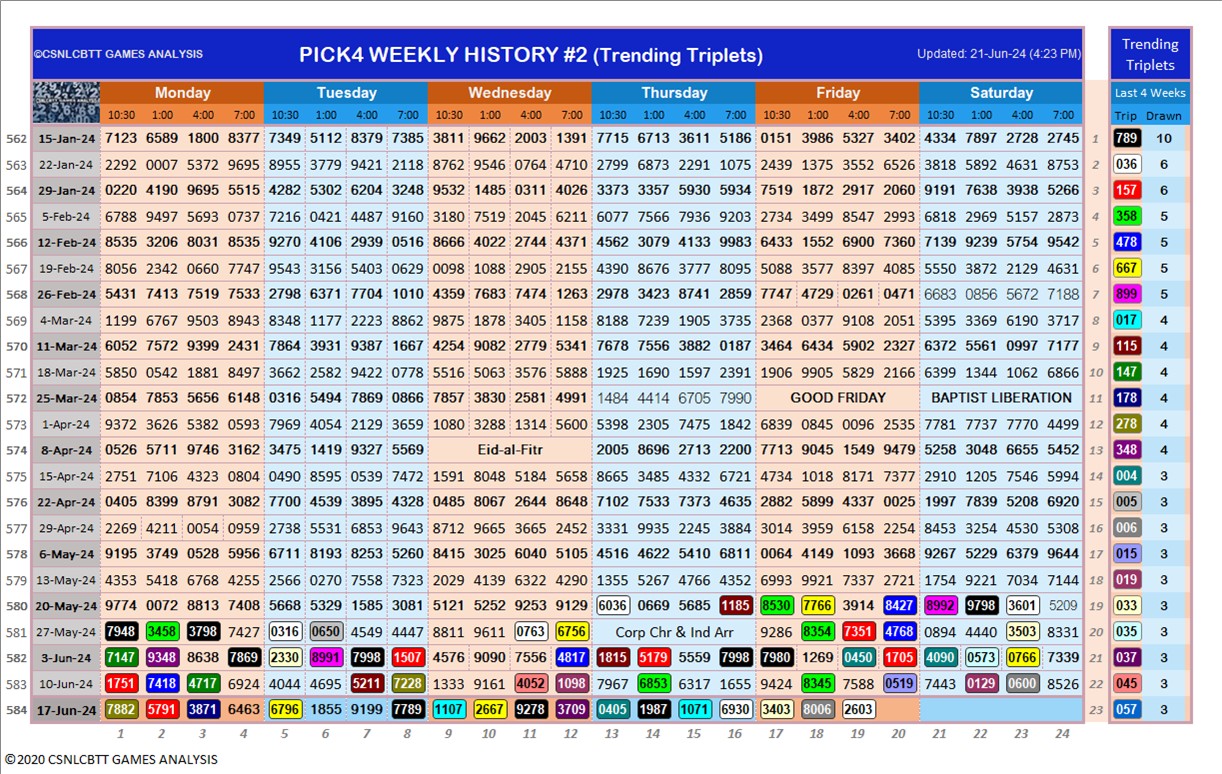 ©CSNLCBTT GAMES ANALYSIS PICK4 WEEKLY HISTORY #2 (Trending Triplets) Updated: 21-Jun-24 (4:23 PM) Trending
Triplets
Monday Tuesday Wednesday Thursday Friday Saturday Last 4 Weeks
10:30 1:00 4:00 7:00 10:30 1:00 4:00 7:00 10:30 1:00 4:00 7:00 10:30 1:00 4:00 7:00 10:30 1:00 4:00 7:00 10:30 1:00 4:00 7:00 Trip Drawn
562 15-Jan-24 7123 6589 1800 8377 7349 5112 8379 7385 3811 9662 2003 1391 7715 6713 3611 5186 0151 3986 5327 3402 4334 7897 2728 2745 1 789 10
563 22-Jan-24 2292 0007 5372 9695 8955 3779 9421 2118 8762 9546 0764 4710 2799 6873 2291 1075 2439 1375 3552 6526 3818 5892 4631 8753 2 036 6
564 29-Jan-24 0220 4190 9695 5515 4282 5302 6204 3248 9532 1485 0311 4026 3373 3357 5930 5934 7519 1872 2917 2060 9191 7638 3938 5266 3 157 6
565 5-Feb-24 6788 9497 5693 0737 7216 0421 4487 9160 3180 7519 2045 6211 6077 7566 7936 9203 2734 3499 8547 2993 6818 2969 5157 2873 4 358 5
566 12-Feb-24 8535 3206 8031 8535 9270 4106 2939 0516 8666 4022 2744 4371 4562 3079 4133 9983 6433 1552 6900 7360 7139 9239 5754 9542 5 478 5
567 19-Feb-24 8056 2342 0660 7747 9543 3156 5403 0629 0098 1088 2905 2155 4390 8676 3777 8095 5088 3577 8397 4085 5550 3872 2129 4631 6 667 5
568 26-Feb-24 5431 7413 7519 7533 2798 6371 7704 1010 9359 7683 7474 1263 2978 3423 8741 2859 7747 4729 0261 0471 6683 0856 5672 7188 7 899 5
569 4-Mar-24 1199 6767 9503 8943 8348 1177 2223 8862 9875 1878 3405 1158 8188 7239 1905 3735 2368 0377 9108 2051 5395 3369 6190 3717 8 017 4
570 11-Mar-24 6052 7572 9399 2431 7864 3931 9387 1667 4254 9082 2779 5341 7678 7556 3882 0187 3464 6434 5902 2327 6372 5561 0997 7177 9 115 4
571 18-Mar-24 5850 0542 1881 8497 3662 2582 9422 0778 5516 5063 3576 5888 1925 1690 1597 2391 1906 9905 5829 2166 6399 1344 1062 6866 10 147 4
572 25-Mar-24 0854 7853 5656 6148 0316 5494 7869 0866 7857 3830 2581 4991 1484 4414 6705 7990 GOOD FRIDAY BAPTIST LIBERATION 11 178 4
573 1-Apr-24 9372 3626 5382 0593 7969 4054 2129 3659 1080 3288 1314 5600 5398 2305 7475 1842 6839 0845 0096 2535 7781 7737 7770 4499 12 278 4
574 8-Apr-24 0526 5711 9746 3162 3475 1419 9327 5569 Eid-al-Fitr 2005 8696 2713 2200 7713 9045 1549 9479 5258 3048 6655 5452 13 348 4
575 15-Apr-24 2751 7106 4323 0804 0490 8595 0539 7472 1591 8048 5184 5658 8665 3485 4432 8214 4734 1018 8171 7377 2910 1205 7546 5994 14 004 3
576 22-Apr-24 0405 8399 8791 3082 7700 4539 3895 4328 0485 8067 2644 8648 7102 7533 7373 4635 2882 5899 4337 0025 1997 7839 5208 6920 15 005 3
577 29-Apr-24 2269 4211 0054 0959 2738 5531 6853 9643 8712 9665 3665 2452 3331 9935 2245 3884 3014 3959 6158 2254 8453 3254 4530 5308 16 006 3
578 6-May-24 9195 3749 0528 5956 6711 8193 8253 5260 8415 3025 6040 5105 4516 4622 5410 6811 0064 4149 1093 3668 9267 5229 6379 9644 17 015 3
579 13-May-24 4353 5418 6768 4255 2566 0270 7558 7323 2029 4139 6322 4290 1355 5267 4766 4352 6993 9921 7337 2721 1754 9221 7034 7144 18 019 3
580 20-May-24 9774 0072 8813 7408 5668 5329 1585 3081 5121 5252 9253 9129 6036 0669 5685 1185 8530 7766 3914 8427 8992 9798 3601 5209 19 033 3
581 27-May-24 7948 3458 3798 7427 0316 0650 4549 4447 8811 9611 0763 6756 Corp Chr & Ind Arr 9286 8354 7351 4768 0894 4440 3503 8331 20 035 3
582 3-Jun-24 7147 9348 8638 7869 2330 8991 7998 1507 4576 9090 7556 4817 1815 5179 5559 7998 7980 1269 0450 1705 4090 0573 0766 7339 21 037 3
583 10-Jun-24 1751 7418 4717 6924 4044 4695 5211 7228 1333 9161 4052 1098 7967 6853 6317 1655 9424 8345 7588 0519 7443 0129 0600 8526 22 045 3
584 17-Jun-24 7882 5791 3871 6463 6796 1855 9199 7789 1107 2667 9278 3709 0405 1987 1071 6930 3403 8006 2603 23 057 3
1 2 3 4 5 6 7 8 9 10 11 12 13 14 15 16 17 18 19 20 21 22 23 24
©2020 CSNLCBTT GAMES ANALYSIS